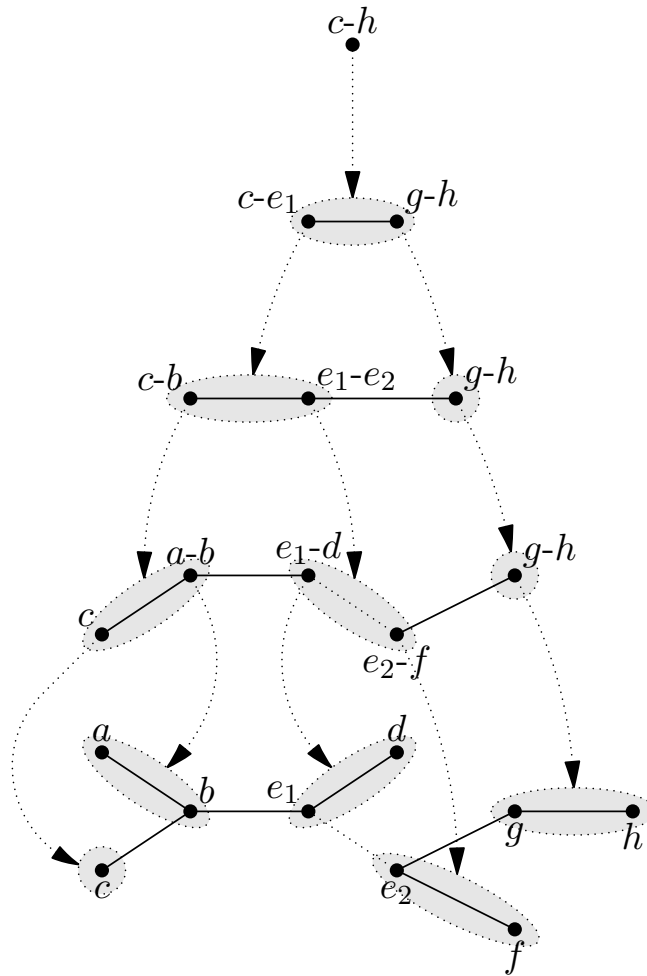 c-h
c-e₁ g-h
c-b e₁-e₂ g-h
a-b e₁-d g-h
c
e₂-f
a d
b e₁
g h
c e₂
f